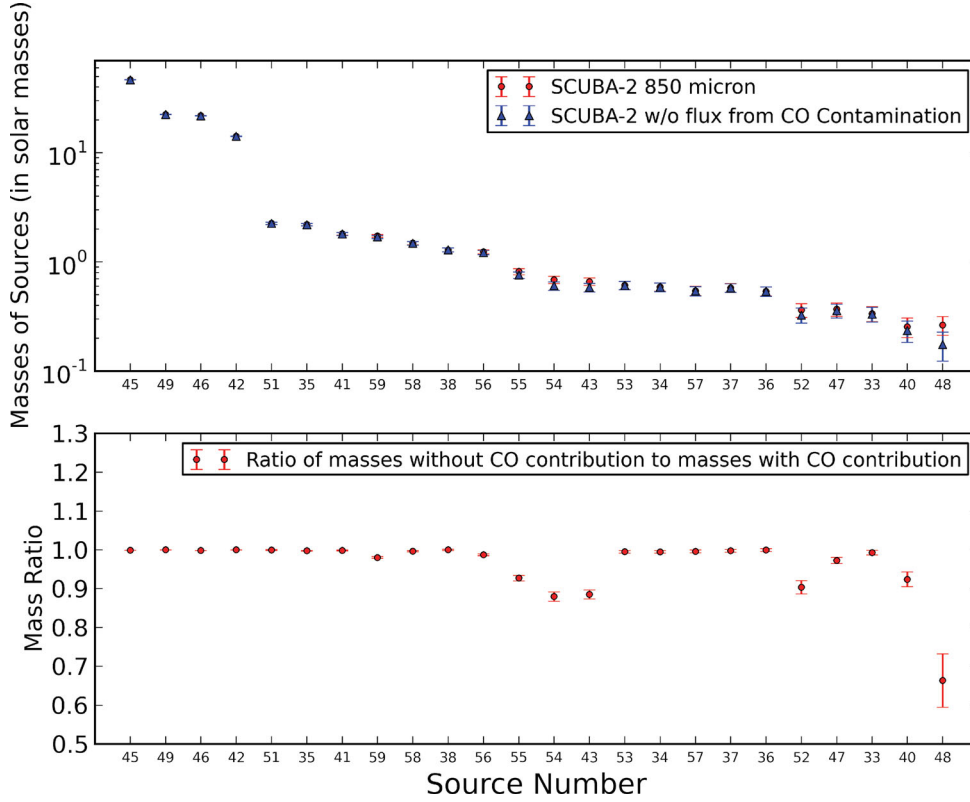 Masses of Sources (in solar masses)
10^1
10^0
10^-1
SCUBA-2 850 micron
SCUBA-2 w/o flux from CO Contamination
45 49 46 42 51 35 41 59 58 38 56 55 54 43 53 34 57 37 36 52 47 33 40 48
Mass Ratio
1.3
1.2
1.1
1.0
0.9
0.8
0.7
0.6
0.5
Ratio of masses without CO contribution to masses with CO contribution
45 49 46 42 51 35 41 59 58 38 56 55 54 43 53 34 57 37 36 52 47 33 40 48
Source Number